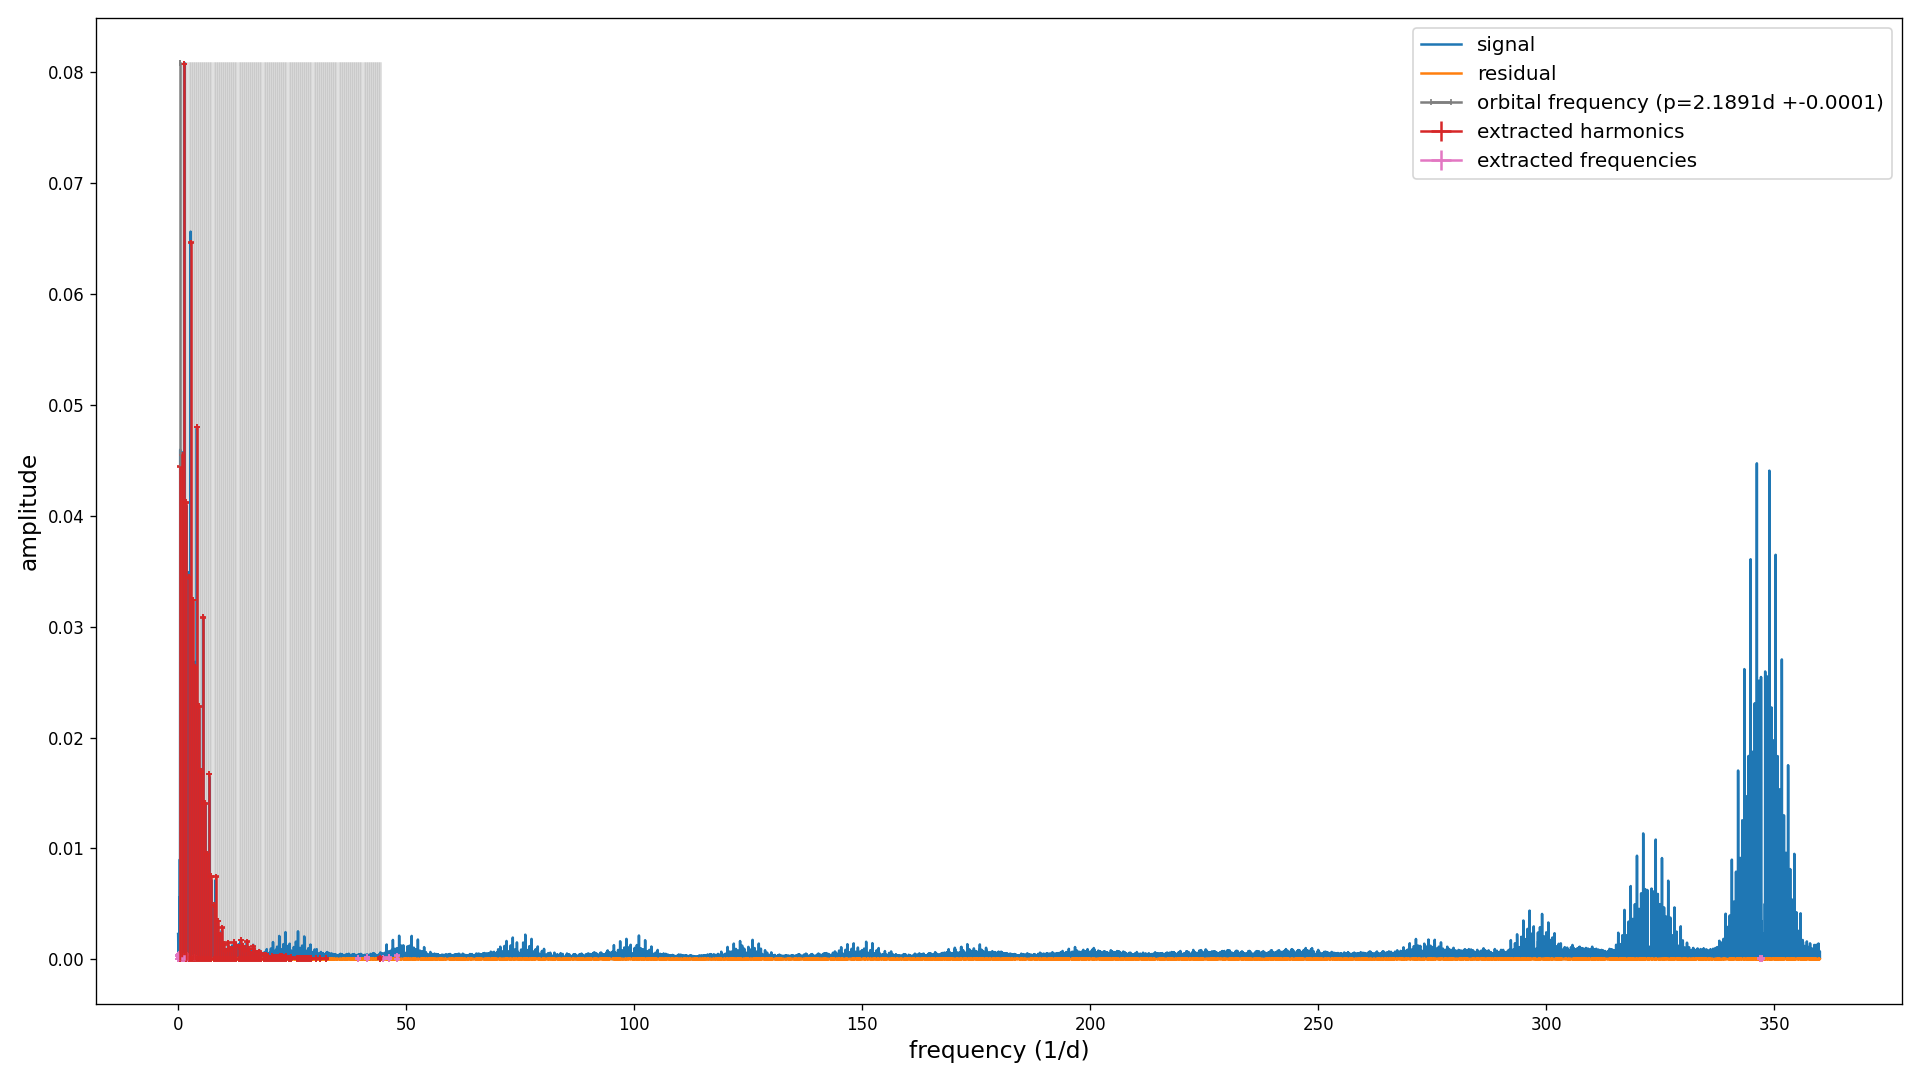 signal
residual
orbital frequency (p=2.1891d +-0.0001)
extracted harmonics
extracted frequencies
0.08
0.07
0.06
0.05
0.04
0.03
0.02
0.01
0.00
amplitude
0 50 100 150 200 250 300 350
frequency (1/d)